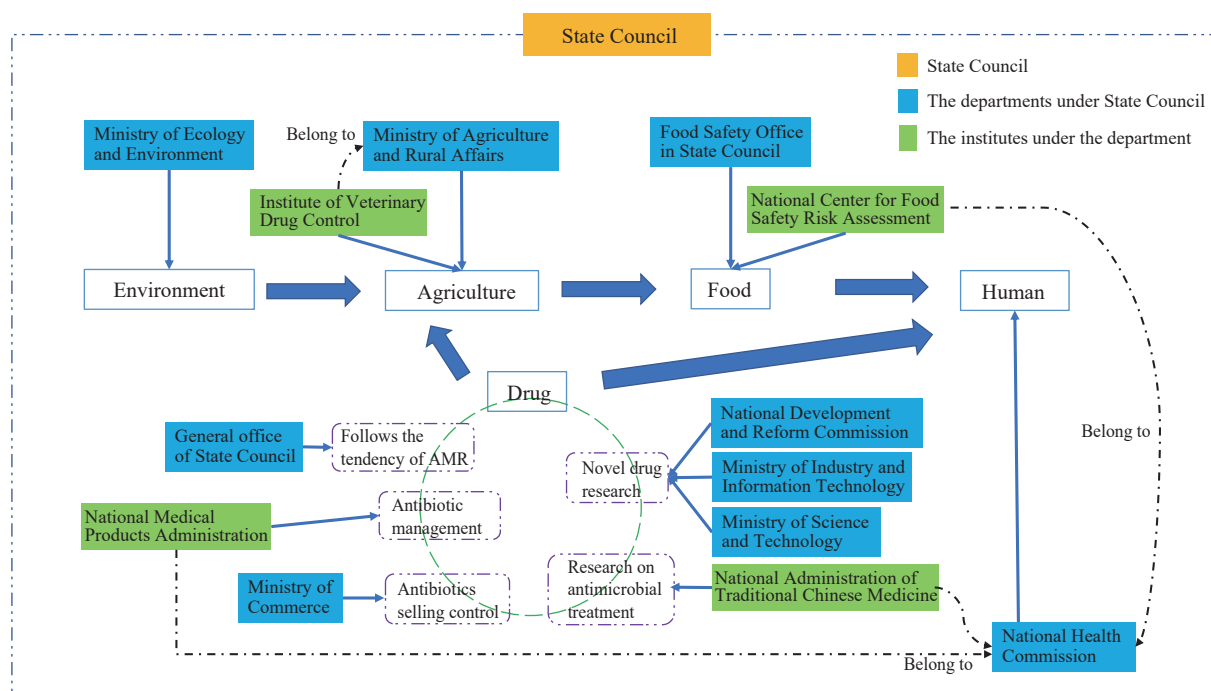 State Council
State Council
The departments under State Council
The institutes under the department
Ministry of Ecology
and Environment
Belong to
Ministry of Agriculture
and Rural Affairs
Food Safety Office
in State Council
Institute of Veterinary
Drug Control
National Center for Food
Safety Risk Assessment
Environment
Agriculture
Food
Human
Drug
General office
of State Council
Follows the
tendency of AMR
National Development
and Reform Commission
Belong to
Novel drug
research
Ministry of Industry and
Information Technology
National Medical
Products Administration
Antibiotic
management
Ministry of Science
and Technology
Ministry of
Commerce
Antibiotics
selling control
Research on
antimicrobial
treatment
National Administration of
Traditional Chinese Medicine
National Health
Commission
Belong to